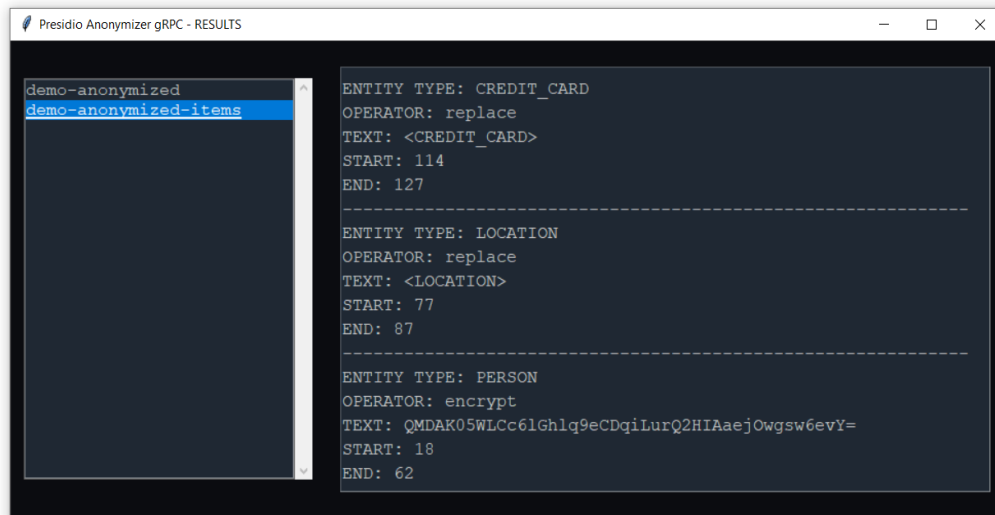 Presidio Anonymizer gRPC - RESULTS
demo-anonymized
demo-anonymized-items
ENTITY TYPE: CREDIT_CARD
OPERATOR: replace
TEXT: <CREDIT_CARD>
START: 114
END: 127
-------------------------------------------------------------
ENTITY TYPE: LOCATION
OPERATOR: replace
TEXT: <LOCATION>
START: 77
END: 87
-------------------------------------------------------------
ENTITY TYPE: PERSON
OPERATOR: encrypt
TEXT: QMDAK05WLCc6lGhlq9eCDqiLurQ2HIAaejOwgsw6evY=
START: 18
END: 62